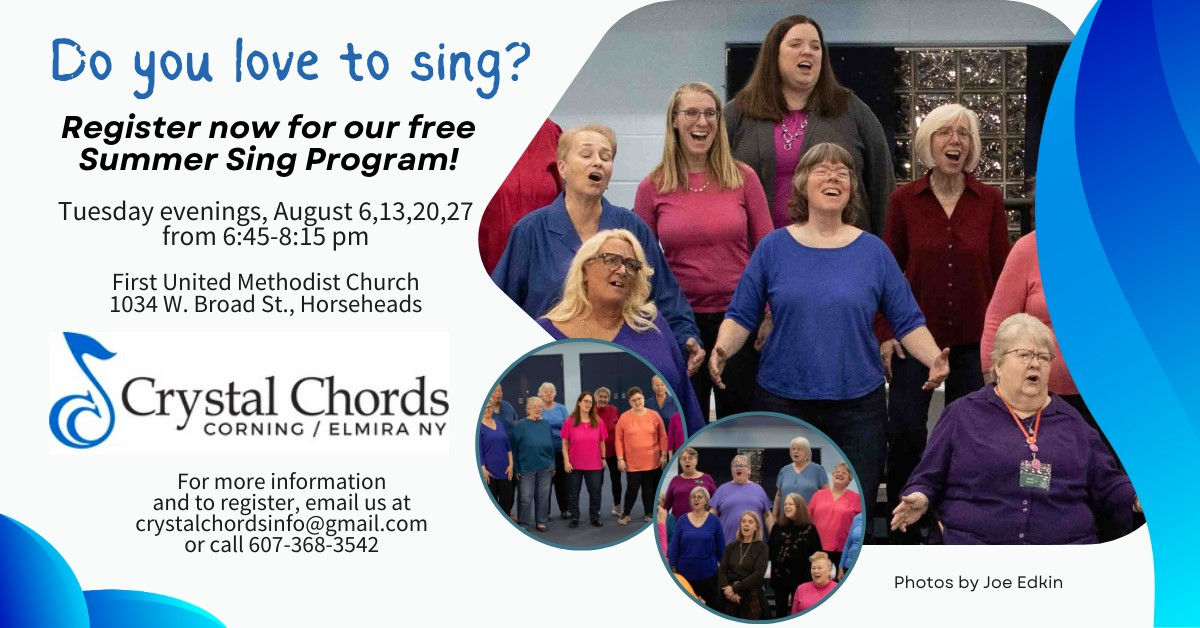 Do you love to sing?
Register now for our free
Summer Sing Program!
Tuesday evenings, August 6,13,20,27
from 6:45-8:15 pm
First United Methodist Church
1034 W. Broad St., Horseheads
Crystal Chords
CORNING / ELMIRA NY
For more information
and to register, email us at
crystalchordsinfo@gmail.com
or call 607-368-3542
Photos by Joe Edkin